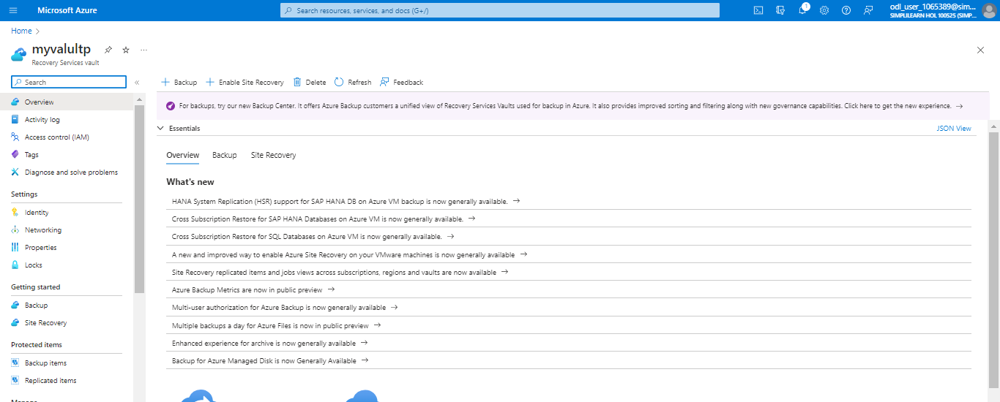 Microsoft Azure
Search resources, services, and docs (G+/)
1
odl_user_1065389@sim...
SIMPLILEARN HOL 100525 (SIMP...
Home >
myvalultp
...
Recovery Services vault
Search
«
Backup
Enable Site Recovery
Delete
Refresh
Feedback
Overview
Activity log
Access control (IAM)
Tags
Diagnose and solve problems
Settings
Identity
Networking
Properties
Locks
Getting started
Backup
Site Recovery
Protected items
Backup items
Replicated items
For backups, try our new Backup Center. It offers Azure Backup customers a unified view of Recovery Services Vaults used for backup in Azure. It also provides improved sorting and filtering along with new governance capabilities. Click here to get the new experience. →
Essentials
JSON View
Overview
Backup
Site Recovery
What's new
HANA System Replication (HSR) support for SAP HANA DB on Azure VM backup is now generally available. →
Cross Subscription Restore for SAP HANA Databases on Azure VM is now generally available. →
Cross Subscription Restore for SQL Databases on Azure VM is now generally available. →
A new and improved way to enable Azure Site Recovery on your VMware machines is now generally available →
Site Recovery replicated items and jobs views across subscriptions, regions and vaults are now available →
Azure Backup Metrics are now in public preview →
Multi-user authorization for Azure Backup is now generally available →
Multiple backups a day for Azure Files is now in public preview →
Enhanced experience for archive is now generally available →
Backup for Azure Managed Disk is now Generally Available →